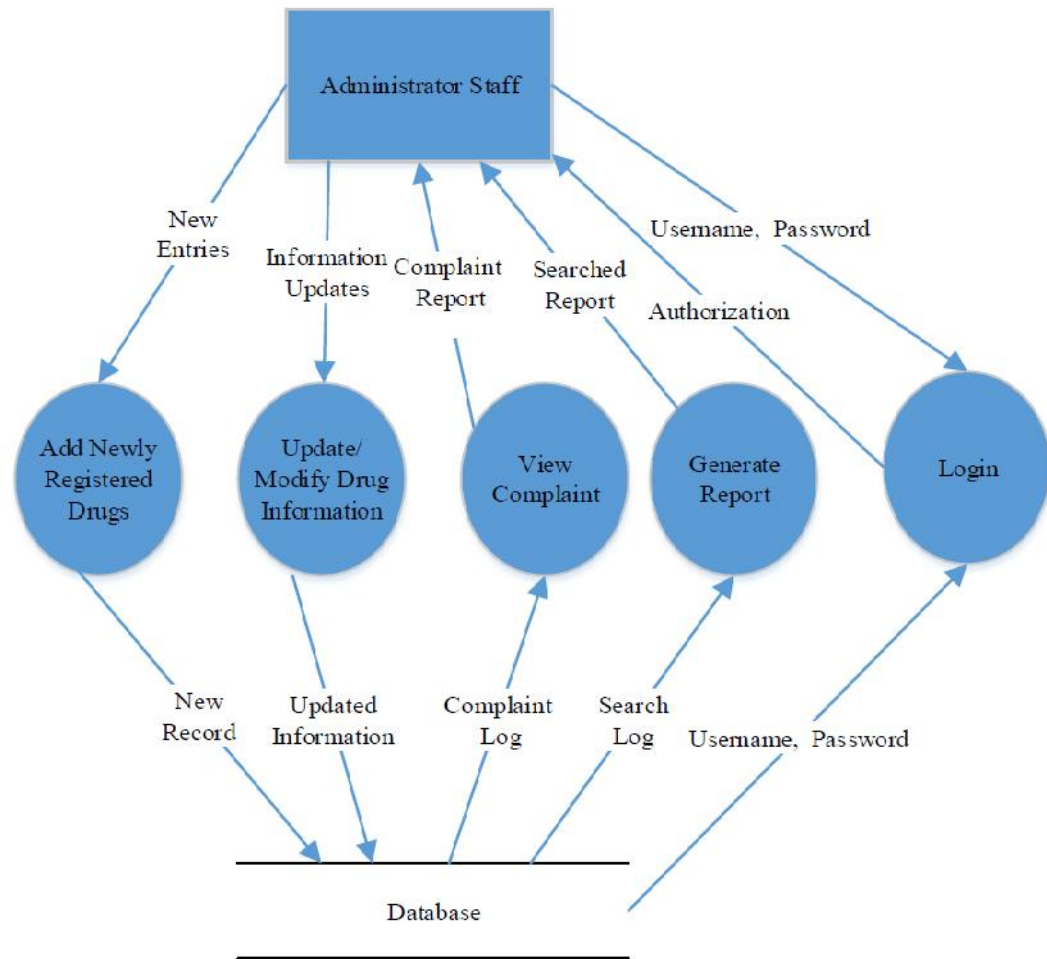 Administrator Staff
New
Entries
Information
Updates
Complaint
Report
Searched
Report
Username, Password
Authorization
Add Newly
Registered
Drugs
Update/
Modify Drug
Information
View
Complaint
Generate
Report
Login
New
Record
Updated
Information
Complaint
Log
Search
Log
Username, Password
Database